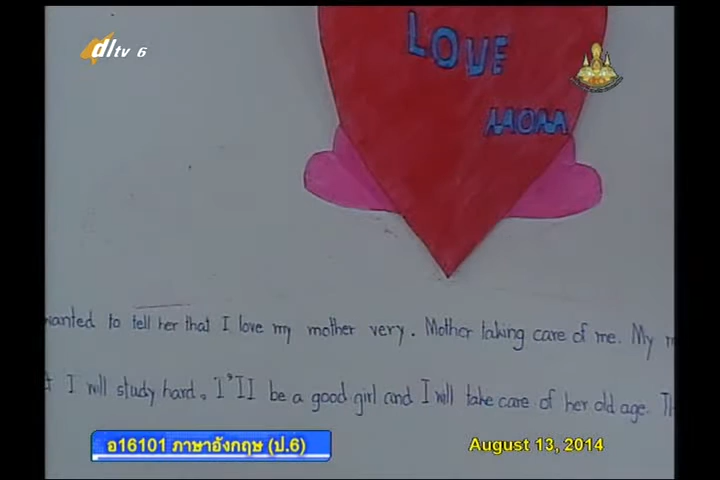 dltv 6
LOVE
MOM
wanted to tell her that I love my mother very. Mother taking care of me. My
I will study hard. I'll be a good girl and I will take care of her old age.
อ16101 ภาษาอังกฤษ (ป.6)
August 13, 2014